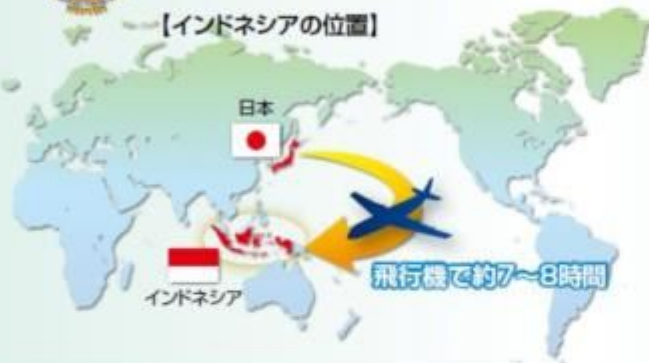 【インドネシアの位置】
日本
インドネシア
飛行機で約7〜8時間